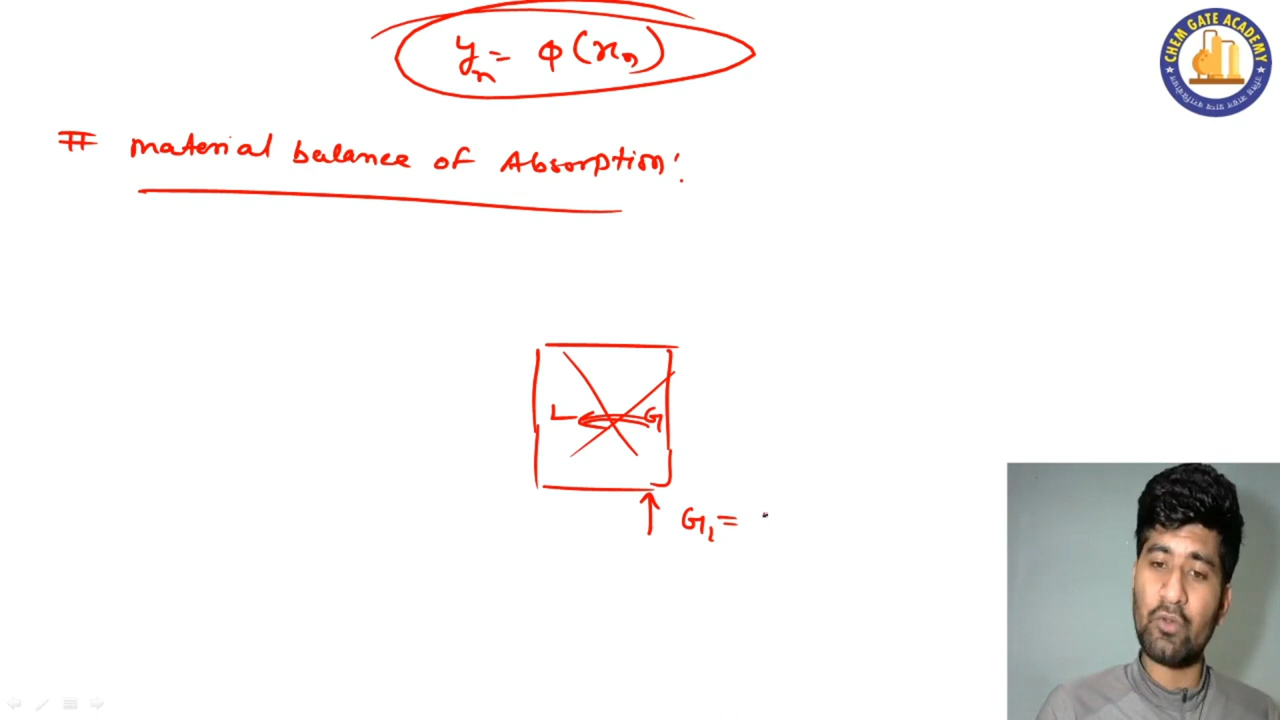 yₙ = φ(xₙ)
CHEM GATE ACADEMY
# material balance of Absorption:
L G
G₁ =